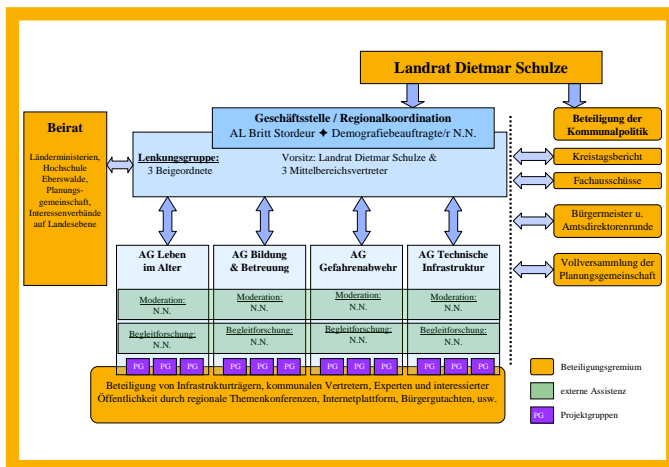 Landrat Dietmar Schulze
Geschäftsstelle / Regionalkoordination
AL Britt Stordeur ✦ Demografiebeauftragte/r N.N.
Lenkungsgruppe:
3 Beigeordnete
Vorsitz: Landrat Dietmar Schulze &
3 Mittelbereichsvertreter
Beirat
Länderministerien,
Hochschule
Eberswalde,
Planungs-
gemeinschaft,
Interessenverbände
auf Landesebene
Beteiligung der
Kommunalpolitik
Kreistagsbericht
Fachausschüsse
Bürgermeister u.
Amtsdirektorenrunde
Vollversammlung der
Planungsgemeinschaft
AG Leben
im Alter
Moderation:
N.N.
Begleitforschung:
N.N.
PG PG PG
AG Bildung
& Betreuung
Moderation:
N.N.
Begleitforschung:
N.N.
PG PG PG
AG
Gefahrenabwehr
Moderation:
N.N.
Begleitforschung:
N.N.
PG PG PG
AG Technische
Infrastruktur
Moderation:
N.N.
Begleitforschung:
N.N.
PG PG PG
Beteiligung von Infrastrukturträgern, kommunalen Vertretern, Experten und interessierter
Öffentlichkeit durch regionale Themenkonferenzen, Internetplattform, Bürgergutachten, usw.
Beteiligungsgremium
externe Assistenz
PG Projektgruppen